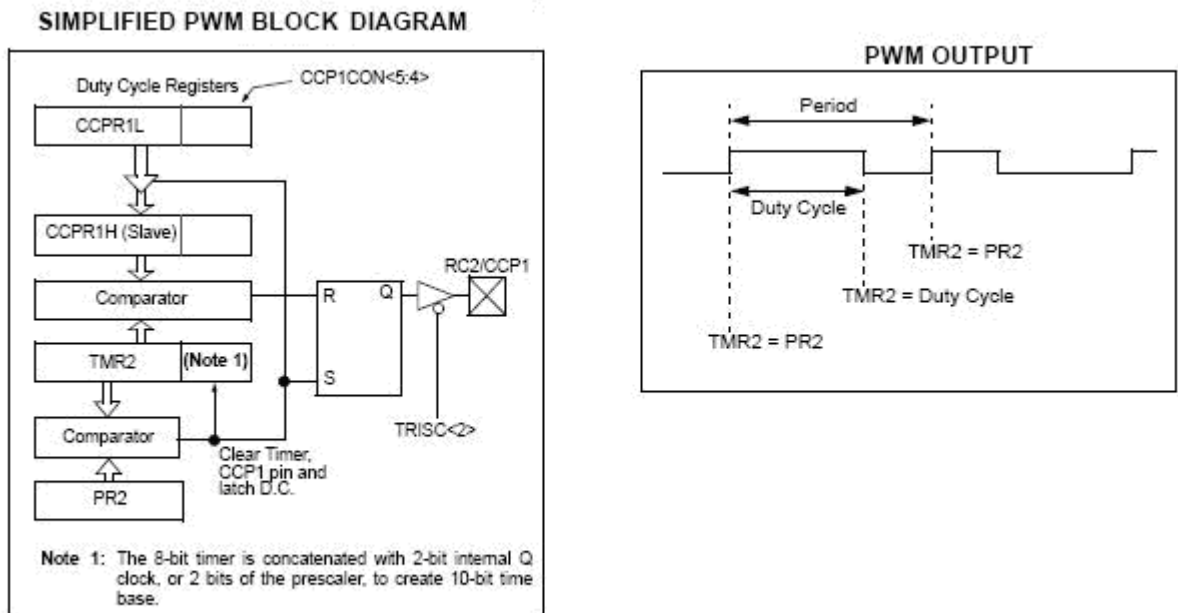 SIMPLIFIED PWM BLOCK DIAGRAM
Duty Cycle Registers
CCP1CON<5:4>
CCPR1L
CCPR1H (Slave)
Comparator
TMR2
(Note 1)
Comparator
PR2
R
Q
S
RC2/CCP1
TRISC<2>
Clear Timer,
CCP1 pin and
latch D.C.
Note 1: The 8-bit timer is concatenated with 2-bit internal Q
clock, or 2 bits of the prescaler, to create 10-bit time
base.
PWM OUTPUT
Period
Duty Cycle
TMR2 = PR2
TMR2 = Duty Cycle
TMR2 = PR2